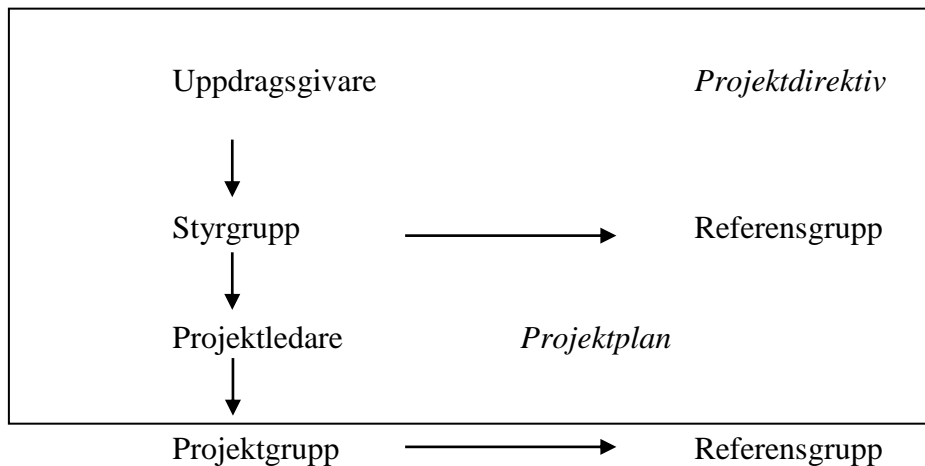 Uppdragsgivare Projektdirektiv
Styrgrupp Referensgrupp
Projektledare Projektplan
Projektgrupp Referensgrupp